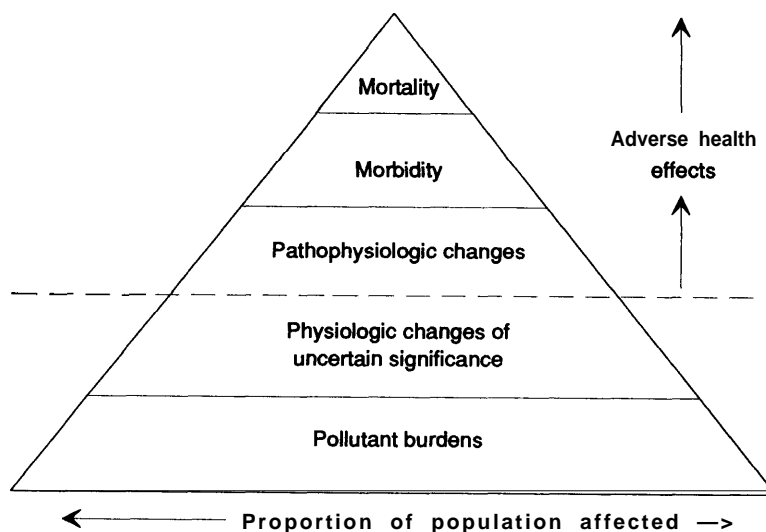 Mortality
Morbidity
Adverse health
effects
Pathophysiologic changes
Physiologic changes of
uncertain significance
Pollutant burdens
Proportion of population affected —>